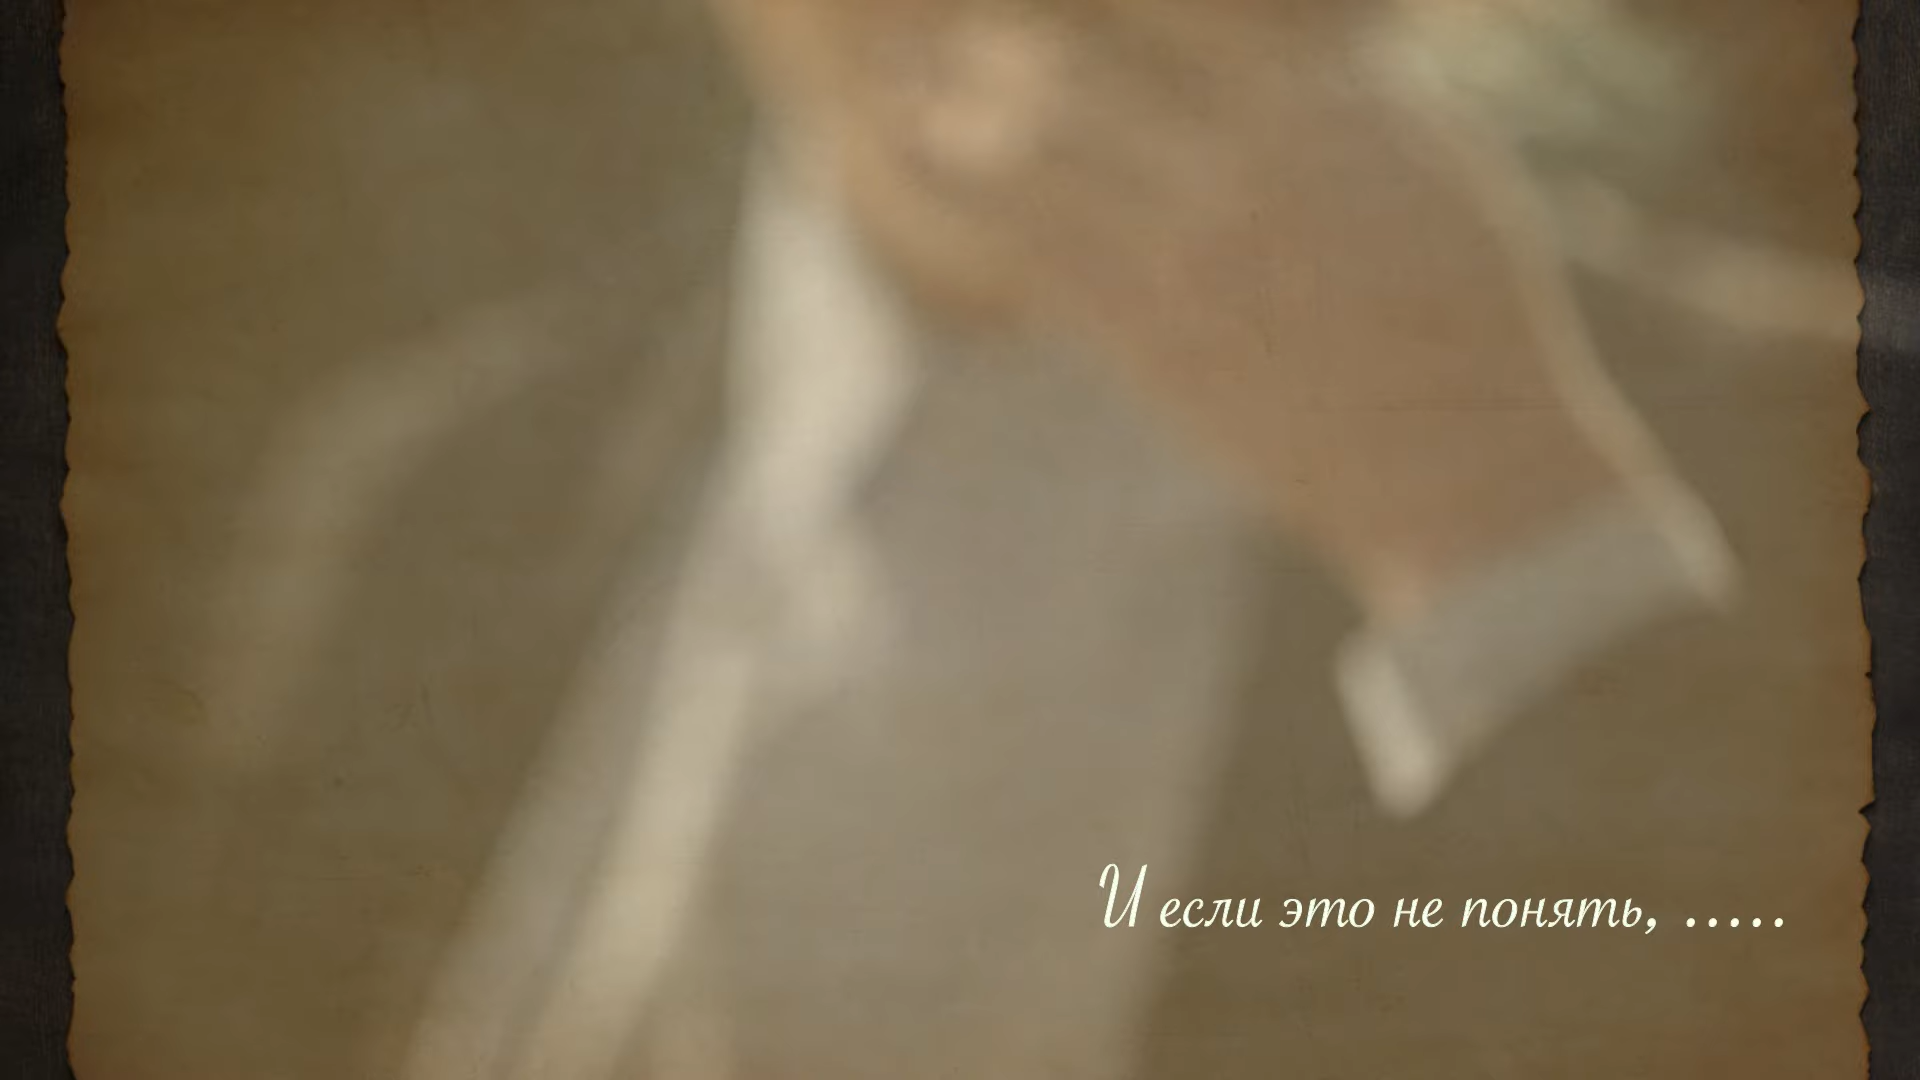 И если это не понять, .....